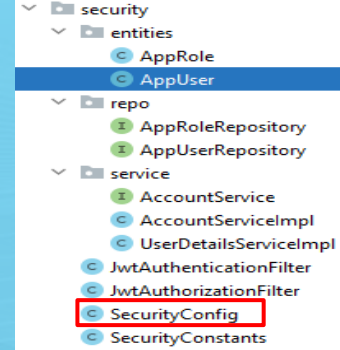 security
entities
AppRole
AppUser
repo
AppRoleRepository
AppUserRepository
service
AccountService
AccountServiceImpl
UserDetailsServiceImpl
JwtAuthenticationFilter
JwtAuthorizationFilter
SecurityConfig
SecurityConstants